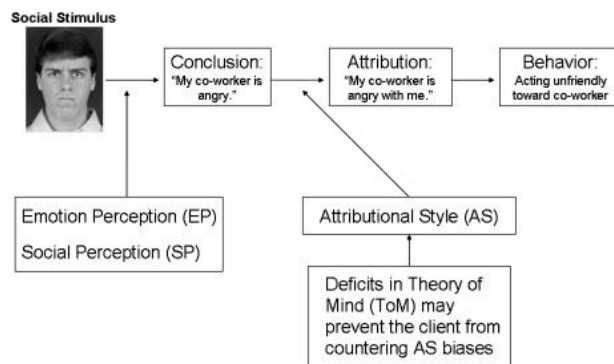 Social Stimulus
Conclusion:
"My co-worker is
angry."
Attribution:
"My co-worker is
angry with me."
Behavior:
Acting unfriendly
toward co-worker
Emotion Perception (EP)
Social Perception (SP)
Attributional Style (AS)
Deficits in Theory of
Mind (ToM) may
prevent the client from
countering AS biases